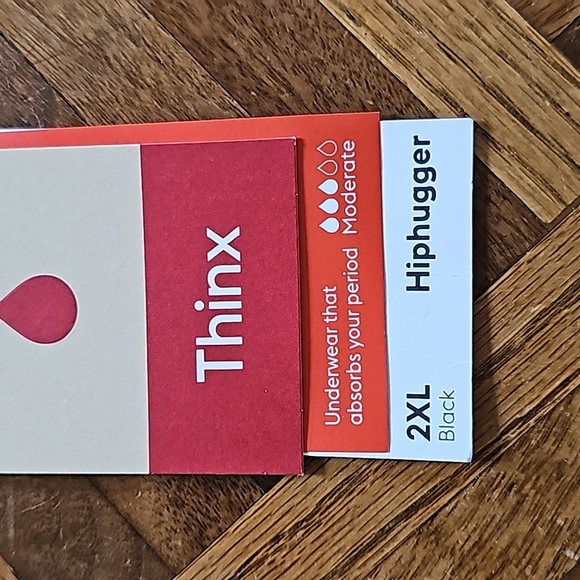 Thinx
Underwear that
absorbs your period
Moderate
2XL
Black
Hiphugger